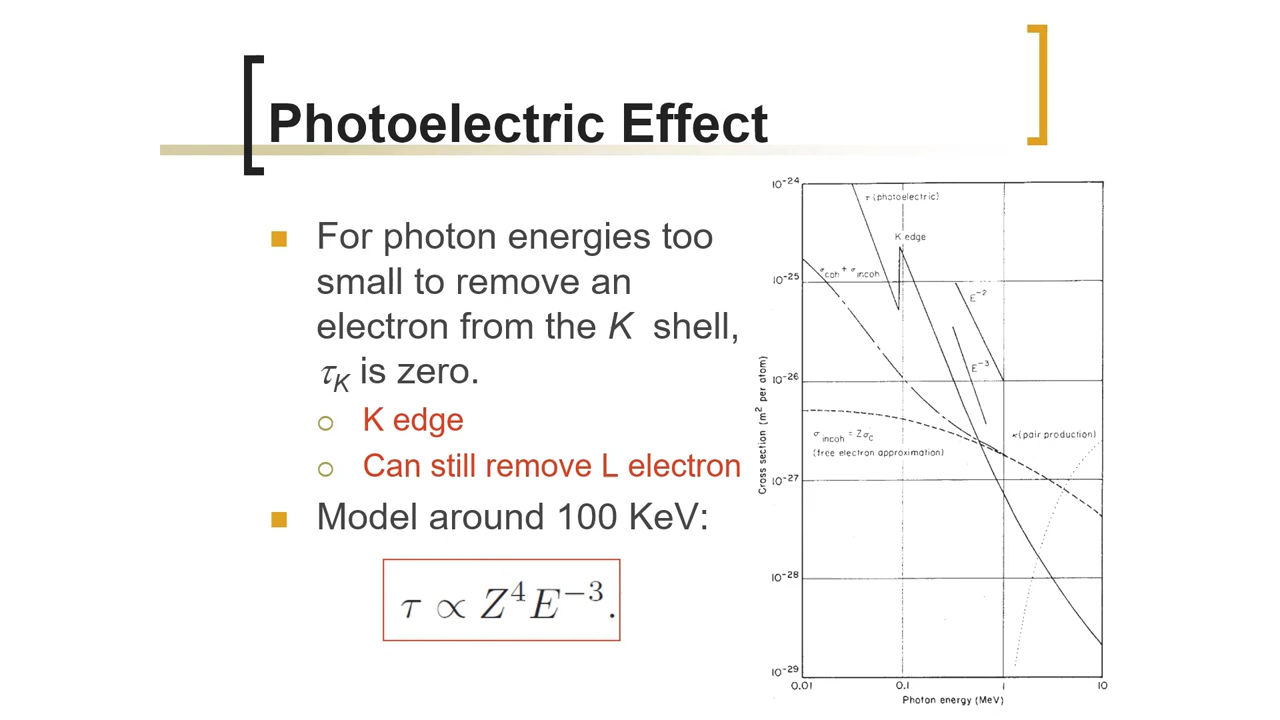 Photoelectric Effect
For photon energies too
small to remove an
electron from the K shell,
τK is zero.
K edge
Can still remove L electron
Model around 100 KeV:
τ ∝ Z⁴E⁻³.
10⁻²⁴
τ (photoelectric)
K edge
σcoh + σincoh
10⁻²⁵
E⁻²
E⁻³
10⁻²⁶
σincoh = ZσC
(free electron approximation)
κ(pair production)
10⁻²⁷
10⁻²⁸
10⁻²⁹
Cross section (m² per atom)
0.01
0.1
1
10
Photon energy (MeV)